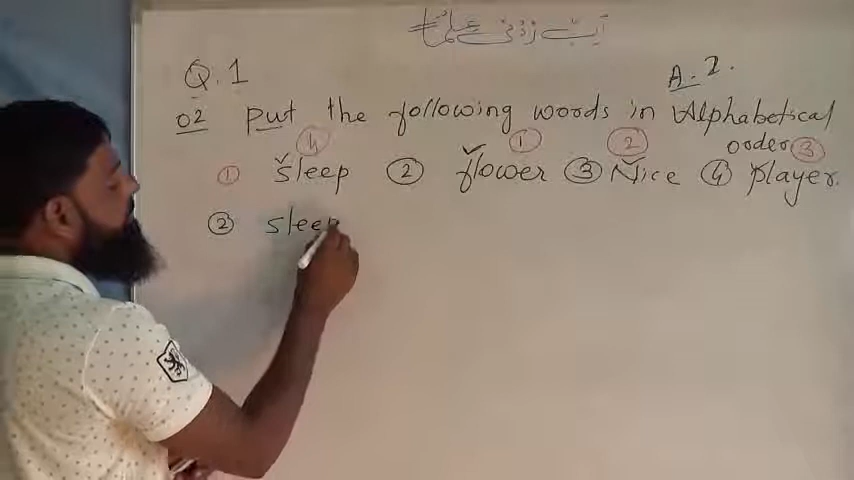 Q.1 A.2.
02 Put the following words in Alphabetical
order
4 1 2 3
1 sleep 2 flower 3 Nice 4 player.
2 sleep